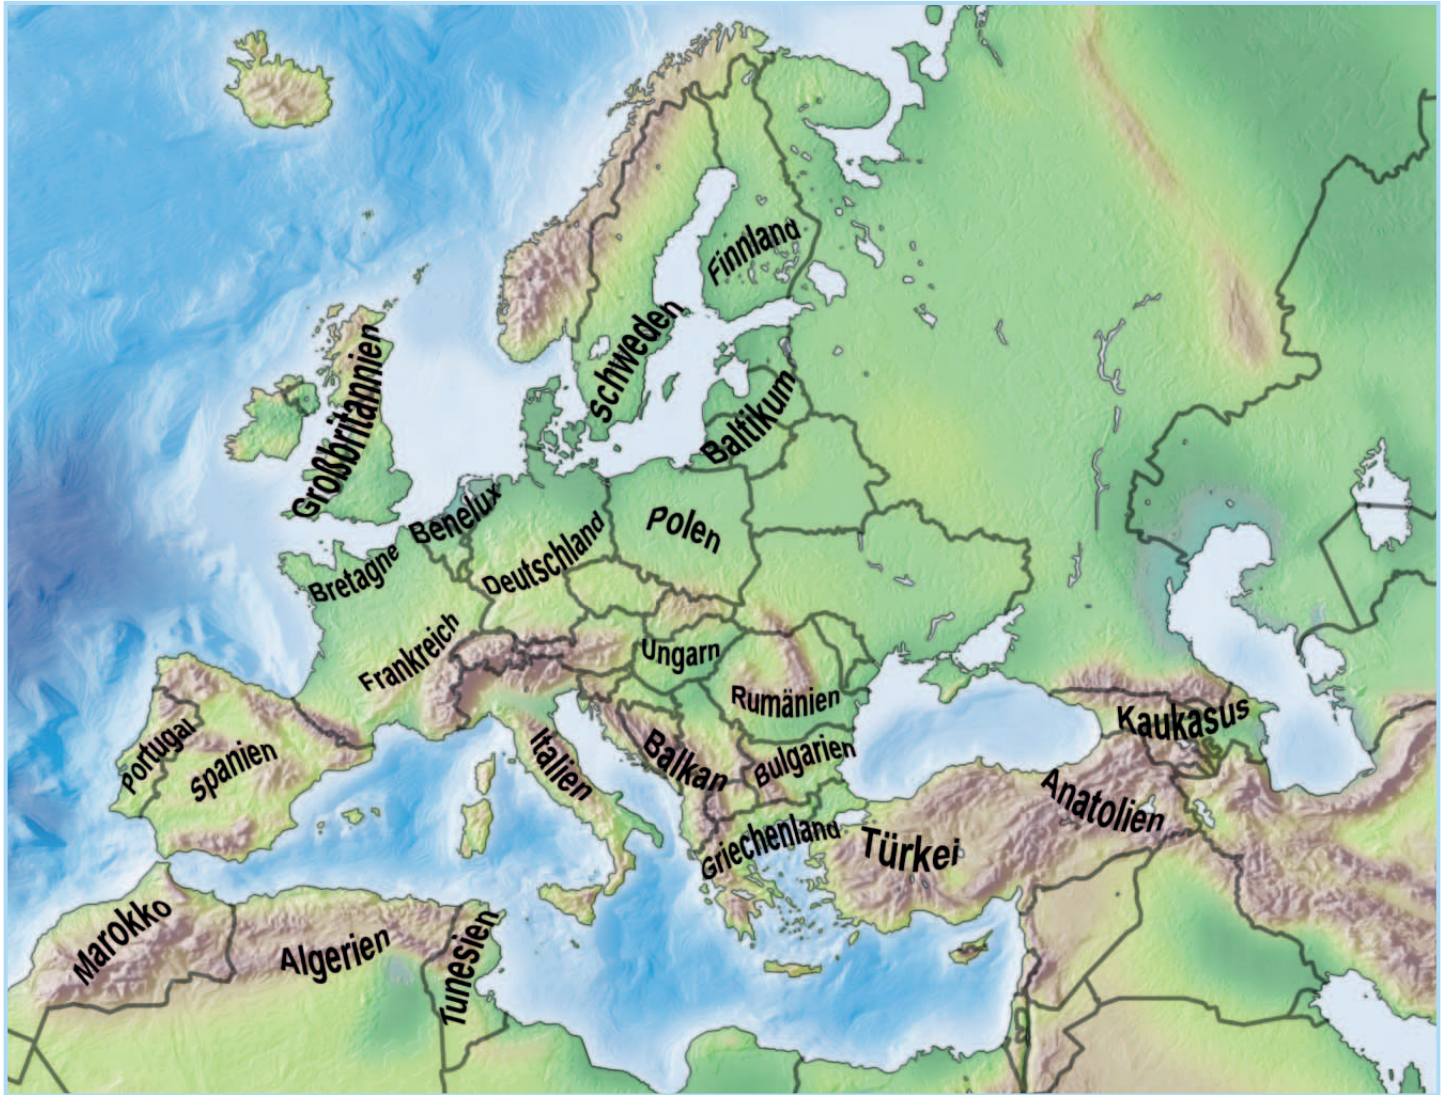 Finnland
schweden
Großbritannien
Baltikum
Benelux
Polen
Deutschland
Bretagne
Frankreich
Ungarn
Rumänien
Kaukasus
Portugal
spanien
Italien
Balkan
Bulgarien
Anatolien
Griechenland
Türkei
Marokko
Algerien
Tunesien